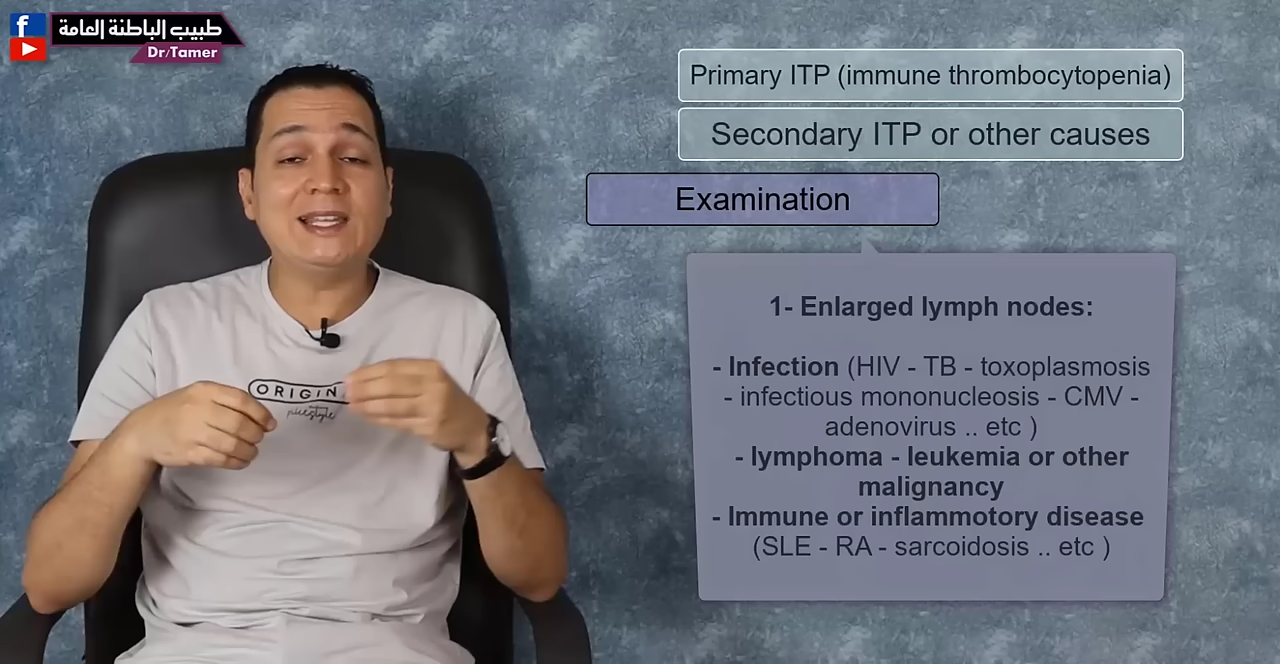 f
طبيب الباطنة العامة
Dr/Tamer
Primary ITP (immune thrombocytopenia)
Secondary ITP or other causes
Examination
1- Enlarged lymph nodes:
- Infection (HIV - TB - toxoplasmosis
- infectious mononucleosis - CMV -
adenovirus .. etc )
- lymphoma - leukemia or other
malignancy
- Immune or inflammotory disease
(SLE - RA - sarcoidosis .. etc )
ORIGIN